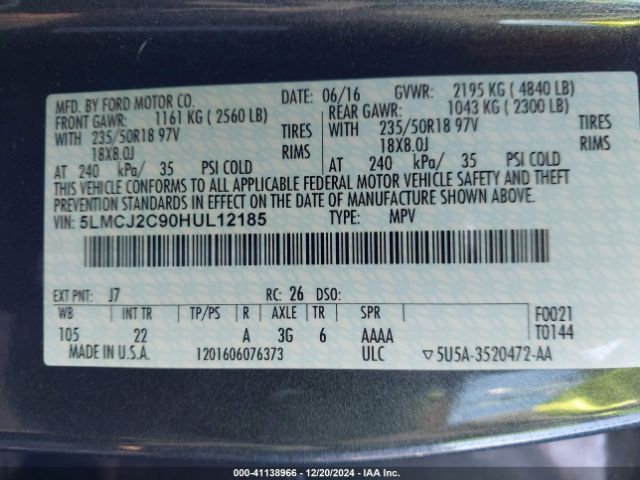 MFD. BY FORD MOTOR CO. DATE: 06/16 GVWR: 2195 KG ( 4840 LB)
FRONT GAWR: 1161 KG ( 2560 LB) REAR GAWR: 1043 KG ( 2300 LB)
WITH 235/50R18 97V TIRES WITH 235/50R18 97V TIRES
18X8.0J RIMS 18X8.0J RIMS
AT 240 kPa/ 35 PSI COLD AT 240 kPa/ 35 PSI COLD
THIS VEHICLE CONFORMS TO ALL APPLICABLE FEDERAL MOTOR VEHICLE SAFETY AND THEFT
PREVENTION STANDARDS IN EFFECT ON THE DATE OF MANUFACTURE SHOWN ABOVE.
VIN: 5LMCJ2C90HUL12185 TYPE: MPV
EXT PNT: J7 RC: 26 DSO:
WB INT TR TP/PS R AXLE TR SPR F0021
105 22 A 3G 6 AAAA T0144
MADE IN U.S.A. 1201606076373 ULC ▽5U5A-3520472-AA
000-41138966 - 12/20/2024 - IAA Inc.